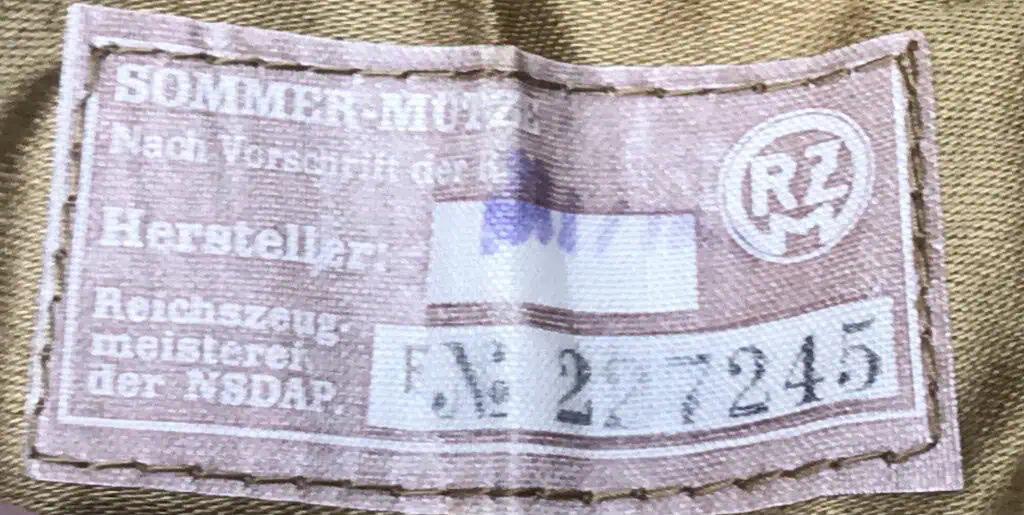 SOMMER-MÜTZE
Nach Vorschrift der
RZM
Hersteller:
Reichszeug-
meisterei
der NSDAP.
E № 227245